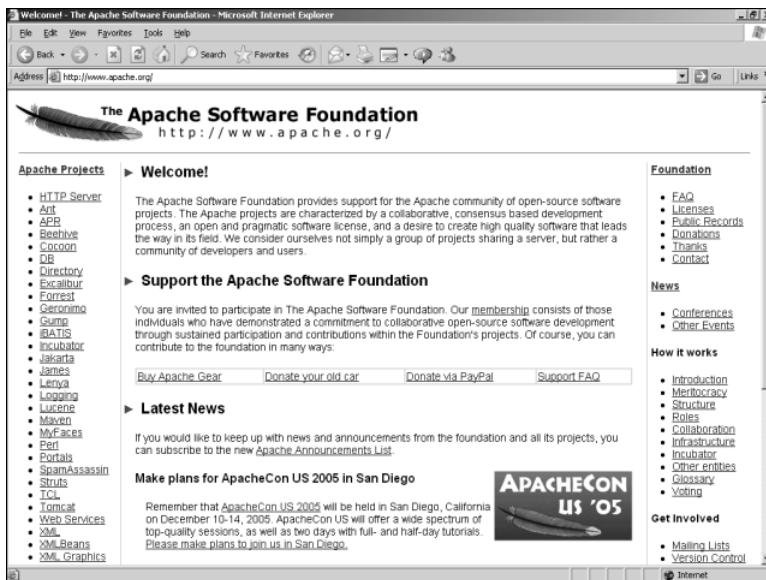 Welcome! - The Apache Software Foundation - Microsoft Internet Explorer
File Edit View Favorites Tools Help
Back Search Favorites
Address http://www.apache.org/ Go Links
The Apache Software Foundation
http://www.apache.org/
Apache Projects
HTTP Server
Ant
APR
Beehive
Cocoon
DB
Directory
Excalibur
Forrest
Geronimo
Gump
iBATIS
Incubator
Jakarta
James
Lenya
Logging
Lucene
Maven
MyFaces
Perl
Portals
SpamAssassin
Struts
TCL
Tomcat
Web Services
XML
XMLBeans
XML Graphics
Welcome!
The Apache Software Foundation provides support for the Apache community of open-source software
projects. The Apache projects are characterized by a collaborative, consensus based development
process, an open and pragmatic software license, and a desire to create high quality software that leads
the way in its field. We consider ourselves not simply a group of projects sharing a server, but rather a
community of developers and users.
Support the Apache Software Foundation
You are invited to participate in The Apache Software Foundation. Our membership consists of those
individuals who have demonstrated a commitment to collaborative open-source software development
through sustained participation and contributions within the Foundation's projects. Of course, you can
contribute to the foundation in many ways:
Buy Apache Gear Donate your old car Donate via PayPal Support FAQ
Latest News
If you would like to keep up with news and announcements from the foundation and all its projects, you
can subscribe to the new Apache Announcements List.
Make plans for ApacheCon US 2005 in San Diego
Remember that ApacheCon US 2005 will be held in San Diego, California
on December 10-14, 2005. ApacheCon US will offer a wide spectrum of
top-quality sessions, as well as two days with full- and half-day tutorials.
Please make plans to join us in San Diego.
APACHECON
US '05
Foundation
FAQ
Licenses
Public Records
Donations
Thanks
Contact
News
Conferences
Other Events
How it works
Introduction
Meritocracy
Structure
Roles
Collaboration
Infrastructure
Incubator
Other entities
Glossary
Voting
Get Involved
Mailing Lists
Version Control
Internet